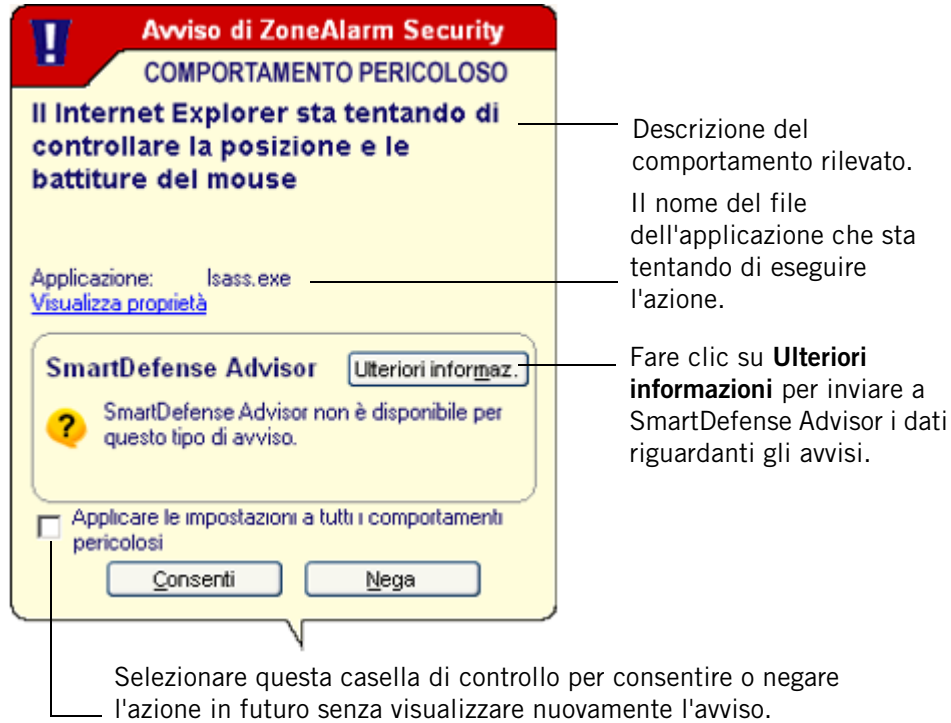 Avviso di ZoneAlarm Security
COMPORTAMENTO PERICOLOSO
Il Internet Explorer sta tentando di
controllare la posizione e le
battiture del mouse
Applicazione: lsass.exe
Visualizza proprietà
SmartDefense Advisor
Ulteriori informaz.
SmartDefense Advisor non è disponibile per
questo tipo di avviso.
Applicare le impostazioni a tutti i comportamenti
pericolosi
Consenti
Nega
Descrizione del
comportamento rilevato.
Il nome del file
dell'applicazione che sta
tentando di eseguire
l'azione.
Fare clic su Ulteriori
informazioni per inviare a
SmartDefense Advisor i dati
riguardanti gli avvisi.
Selezionare questa casella di controllo per consentire o negare
l'azione in futuro senza visualizzare nuovamente l'avviso.